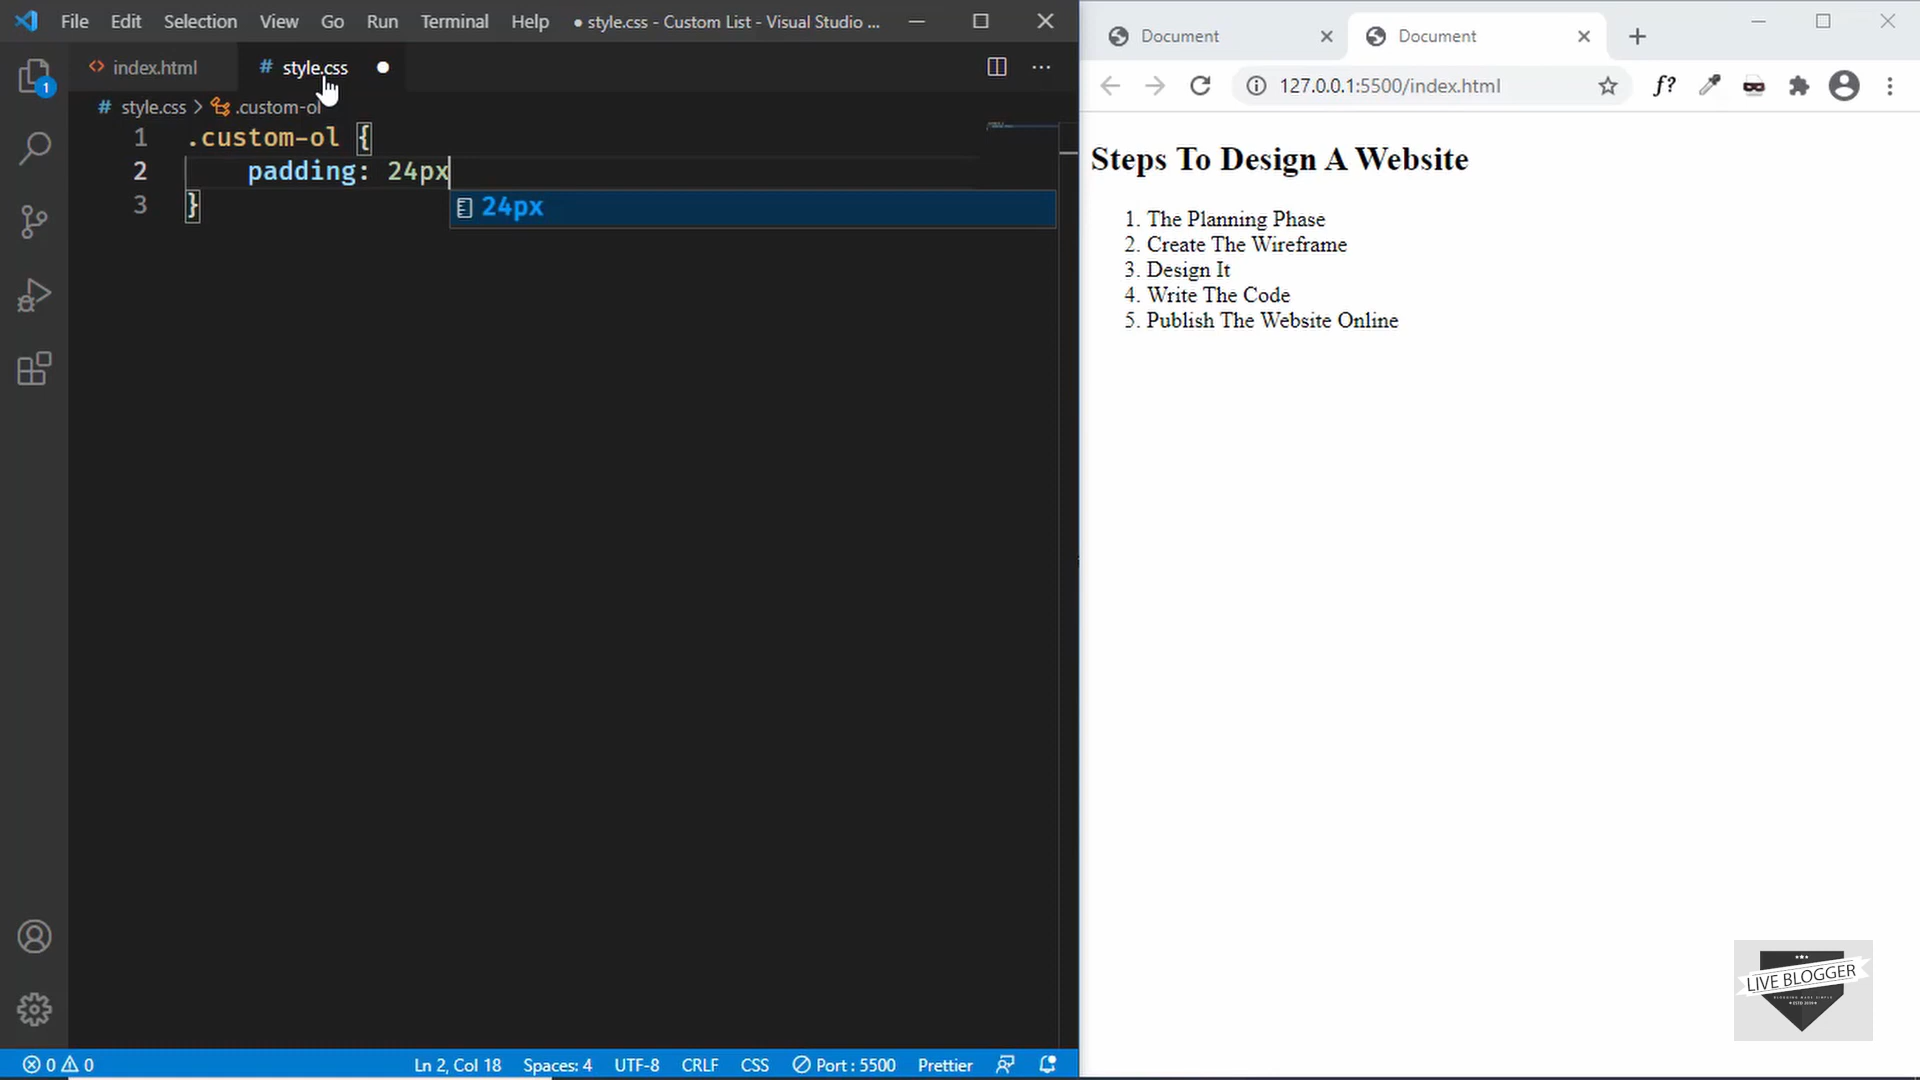 File Edit Selection View Go Run Terminal Help ● style.css - Custom List - Visual Studio ...
index.html
# style.css ●
# style.css > .custom-ol
1 .custom-ol {
2 padding: 24px
3 }
24px
1
⊗ 0 ⚠ 0 Ln 2, Col 18 Spaces: 4 UTF-8 CRLF CSS Port : 5500 Prettier
Document
Document
127.0.0.1:5500/index.html
f?
Steps To Design A Website
1. The Planning Phase
2. Create The Wireframe
3. Design It
4. Write The Code
5. Publish The Website Online
LIVE BLOGGER